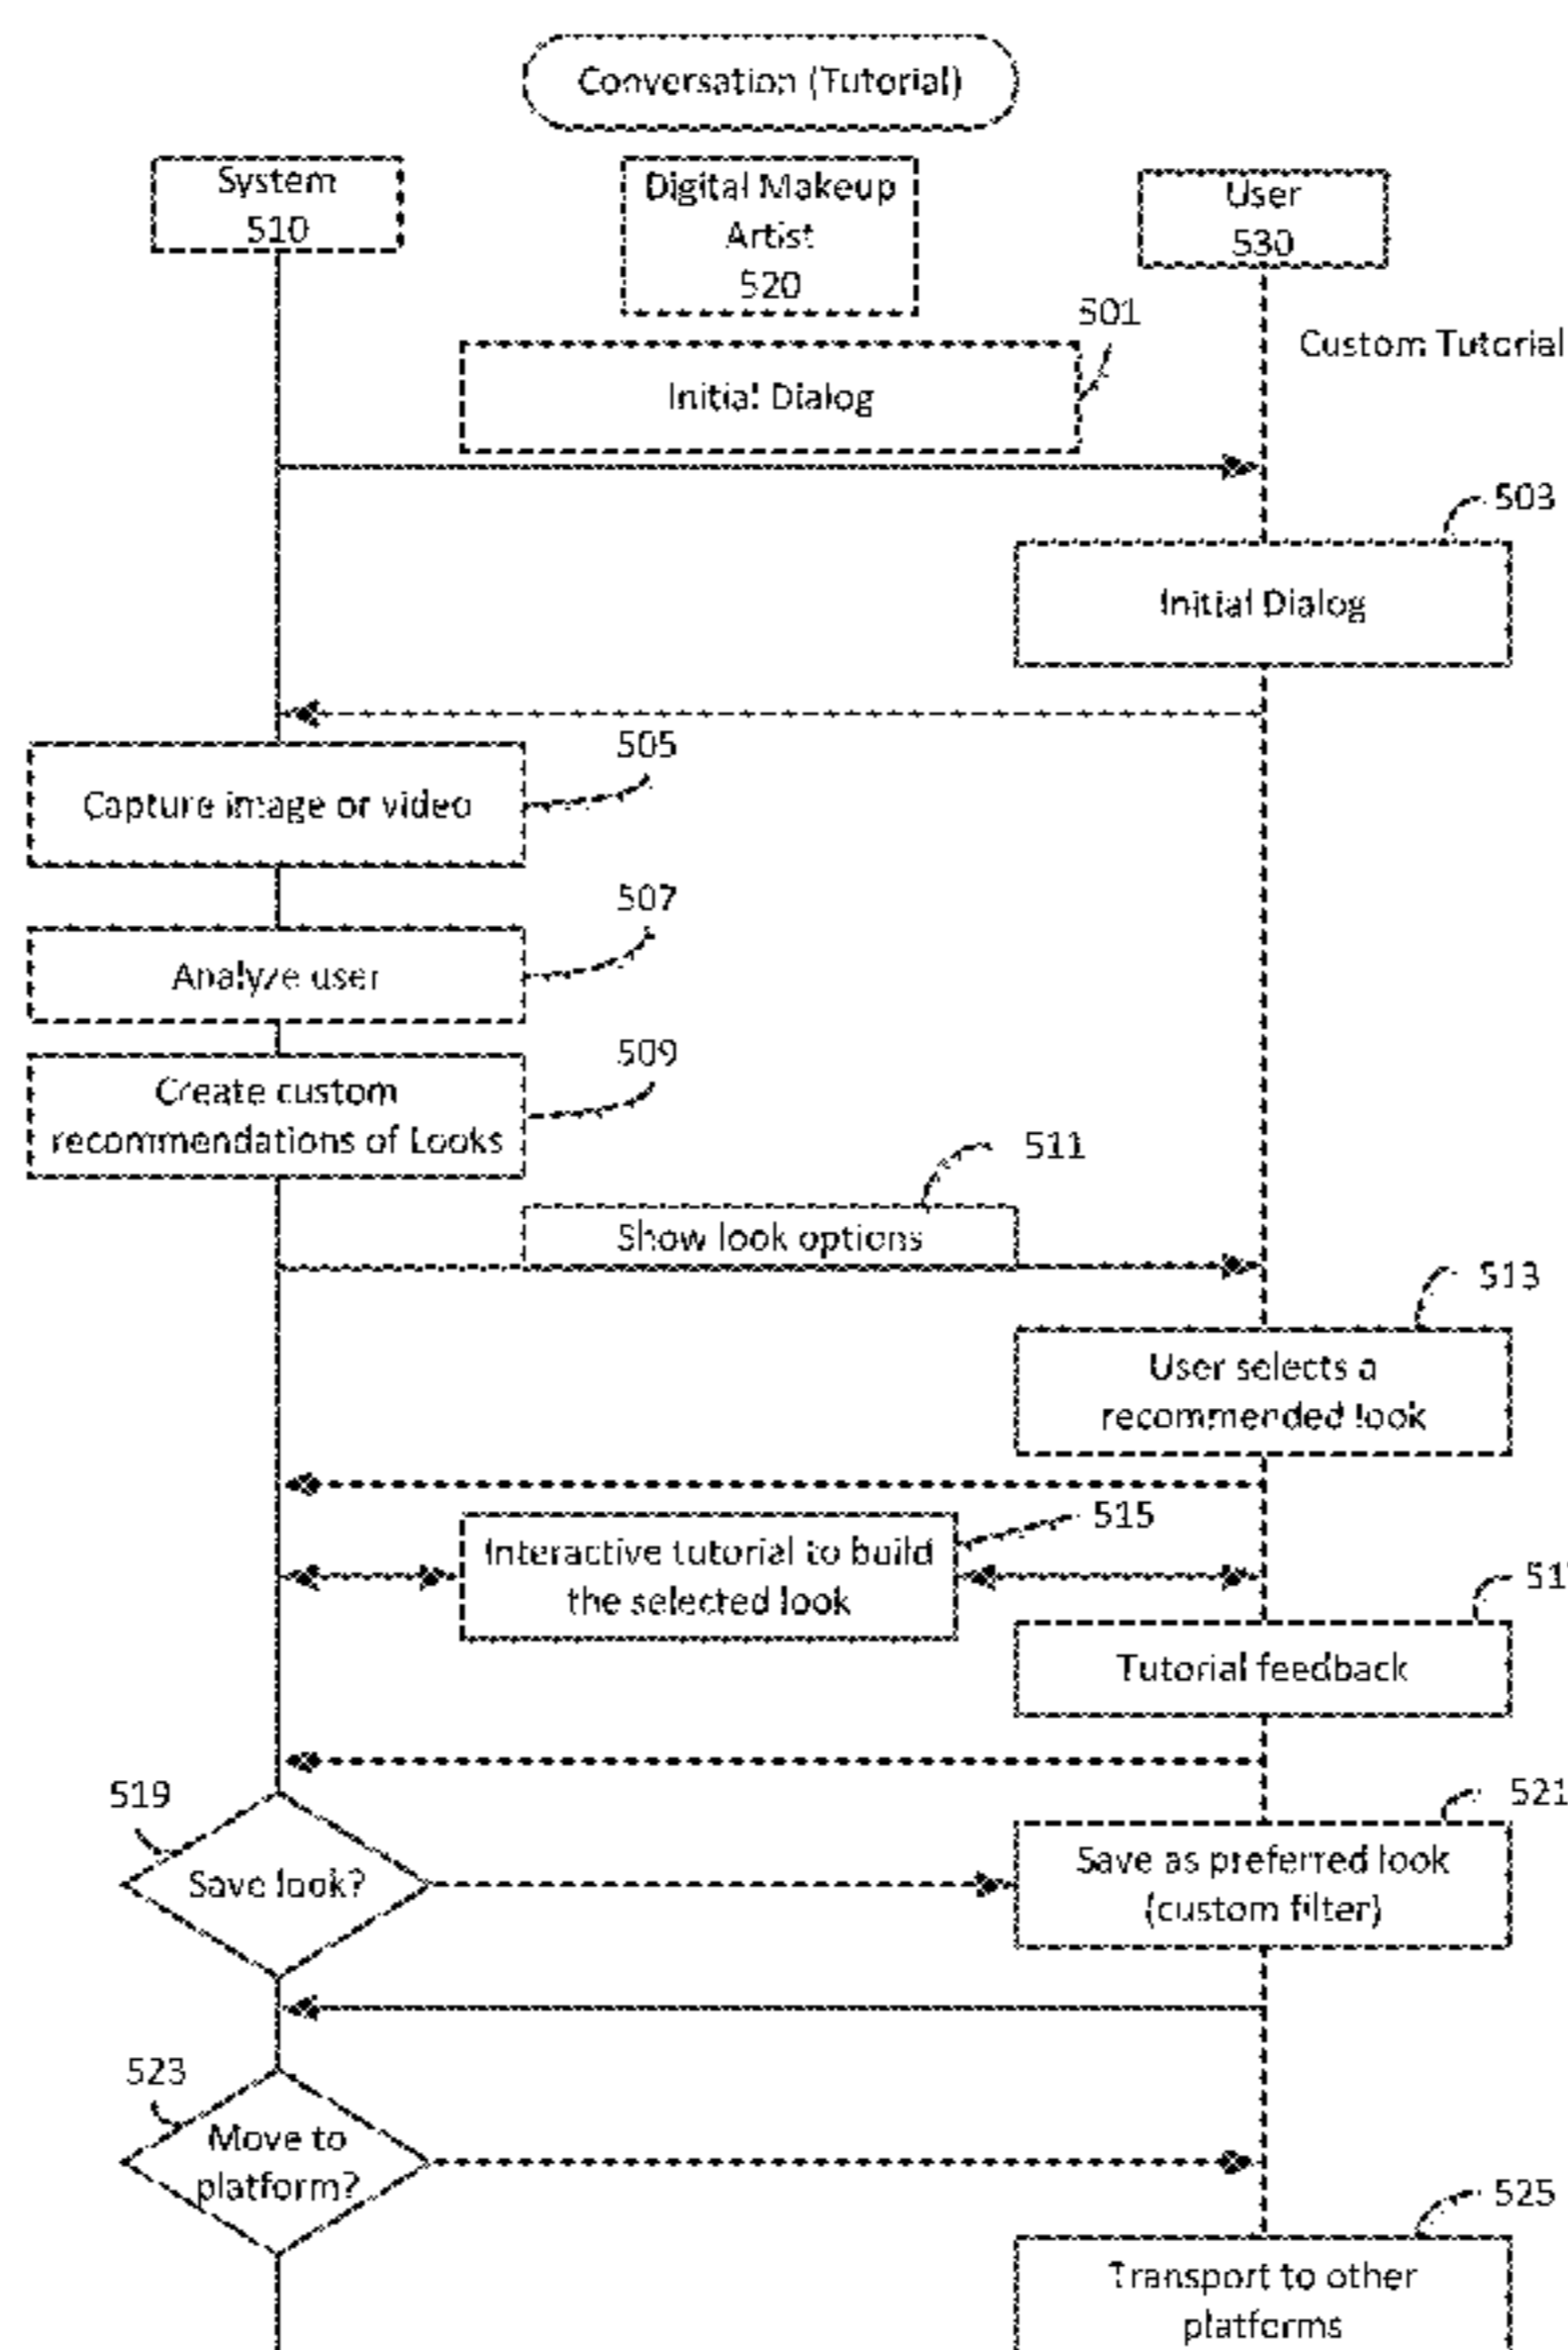 Conversation (Tutorial)
System
510
Digital Makeup
Artist
520
User
530
501
Custom Tutorial
Initial Dialog
503
Initial Dialog
505
Capture image or video
507
Analyze user
509
Create custom
recommendations of Looks
511
Show look options
513
User selects a
recommended look
515
Interactive tutorial to build
the selected look
51
Tutorial feedback
519
521
Save look?
Save as preferred look
(custom filter)
523
Move to
platform?
525
Transport to other
platforms